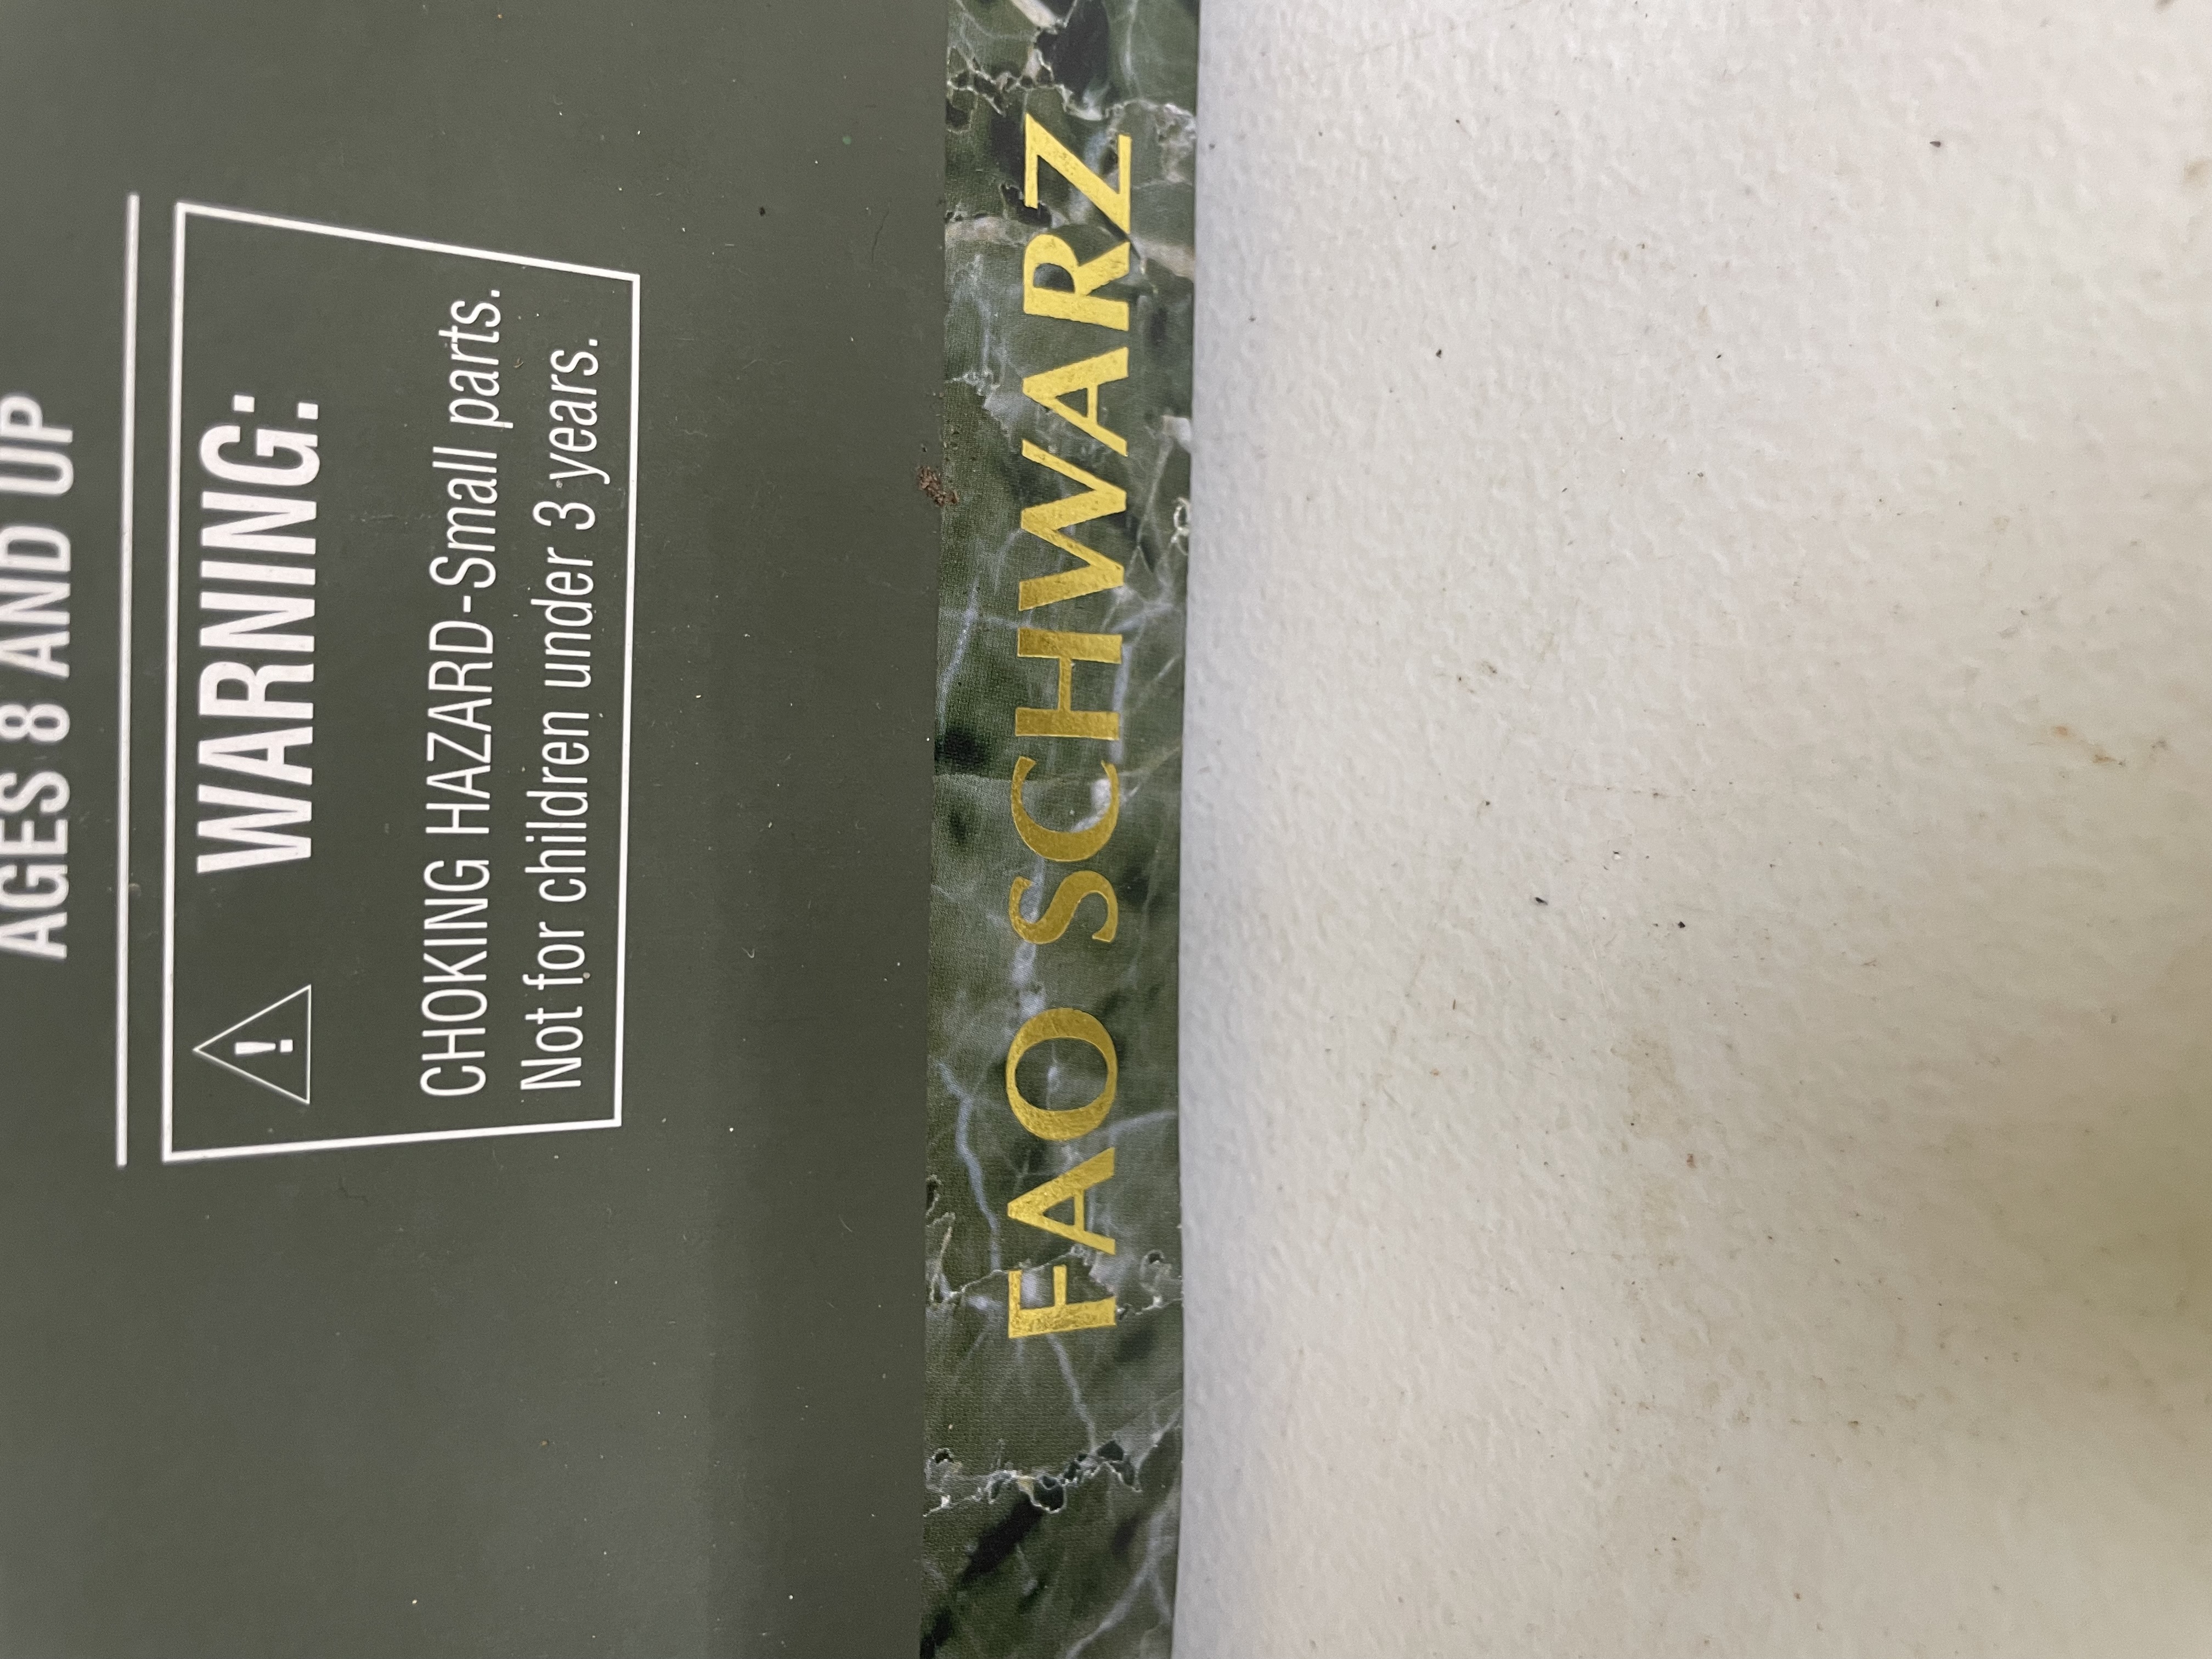 AGES 8 AND UP
WARNING:
CHOKING HAZARD-Small parts.
Not for children under 3 years.
FAO SCHWARZ